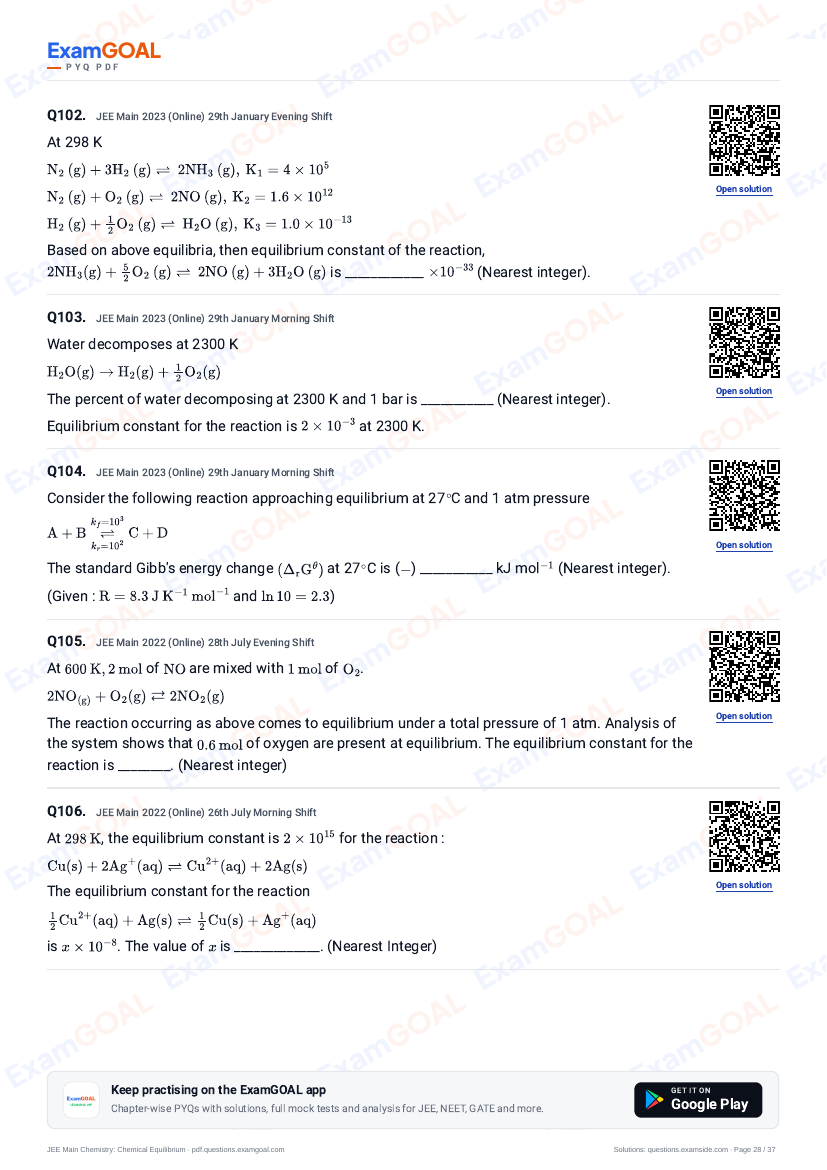 ExamGOAL
PYQ PDF
Q102. JEE Main 2023 (Online) 29th January Evening Shift
At 298 K
N₂ (g) + 3H₂ (g) ⇌ 2NH₃ (g), K₁ = 4 × 10⁵
N₂ (g) + O₂ (g) ⇌ 2NO (g), K₂ = 1.6 × 10¹²
H₂ (g) + ½O₂ (g) ⇌ H₂O (g), K₃ = 1.0 × 10⁻¹³
Based on above equilibria, then equilibrium constant of the reaction,
2NH₃(g) + 5/2 O₂ (g) ⇌ 2NO (g) + 3H₂O (g) is ____________ ×10⁻³³ (Nearest integer).
Open solution
Q103. JEE Main 2023 (Online) 29th January Morning Shift
Water decomposes at 2300 K
H₂O(g) → H₂(g) + ½O₂(g)
The percent of water decomposing at 2300 K and 1 bar is ___________ (Nearest integer).
Equilibrium constant for the reaction is 2 × 10⁻³ at 2300 K.
Open solution
Q104. JEE Main 2023 (Online) 29th January Morning Shift
Consider the following reaction approaching equilibrium at 27°C and 1 atm pressure
k_f=10³
A + B ⇌ C + D
k_r=10²
The standard Gibb's energy change (Δ_rG^θ) at 27°C is (−) ___________ kJ mol⁻¹ (Nearest integer).
(Given : R = 8.3 J K⁻¹ mol⁻¹ and ln 10 = 2.3)
Open solution
Q105. JEE Main 2022 (Online) 28th July Evening Shift
At 600 K, 2 mol of NO are mixed with 1 mol of O₂.
2NO₍g₎ + O₂(g) ⇄ 2NO₂(g)
The reaction occurring as above comes to equilibrium under a total pressure of 1 atm. Analysis of
the system shows that 0.6 mol of oxygen are present at equilibrium. The equilibrium constant for the
reaction is ________. (Nearest integer)
Open solution
Q106. JEE Main 2022 (Online) 26th July Morning Shift
At 298 K, the equilibrium constant is 2 × 10¹⁵ for the reaction :
Cu(s) + 2Ag⁺(aq) ⇌ Cu²⁺(aq) + 2Ag(s)
The equilibrium constant for the reaction
½Cu²⁺(aq) + Ag(s) ⇌ ½Cu(s) + Ag⁺(aq)
is x × 10⁻⁸. The value of x is _____________. (Nearest Integer)
Open solution
ExamGOAL
Keep practising on the ExamGOAL app
Chapter-wise PYQs with solutions, full mock tests and analysis for JEE, NEET, GATE and more.
GET IT ON
Google Play
JEE Main Chemistry: Chemical Equilibrium · pdf.questions.examgoal.com
Solutions: questions.examside.com · Page 28 / 37